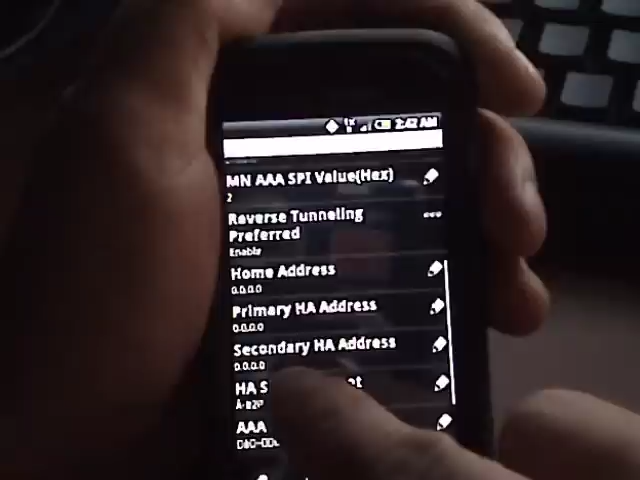 2:42 AM
MN AAA SPI Value(Hex)
2
Reverse Tunneling
Preferred
Enable
Home Address
0.0.0.0
Primary HA Address
0.0.0.0
Secondary HA Address
0.0.0.0
HA S
AAA